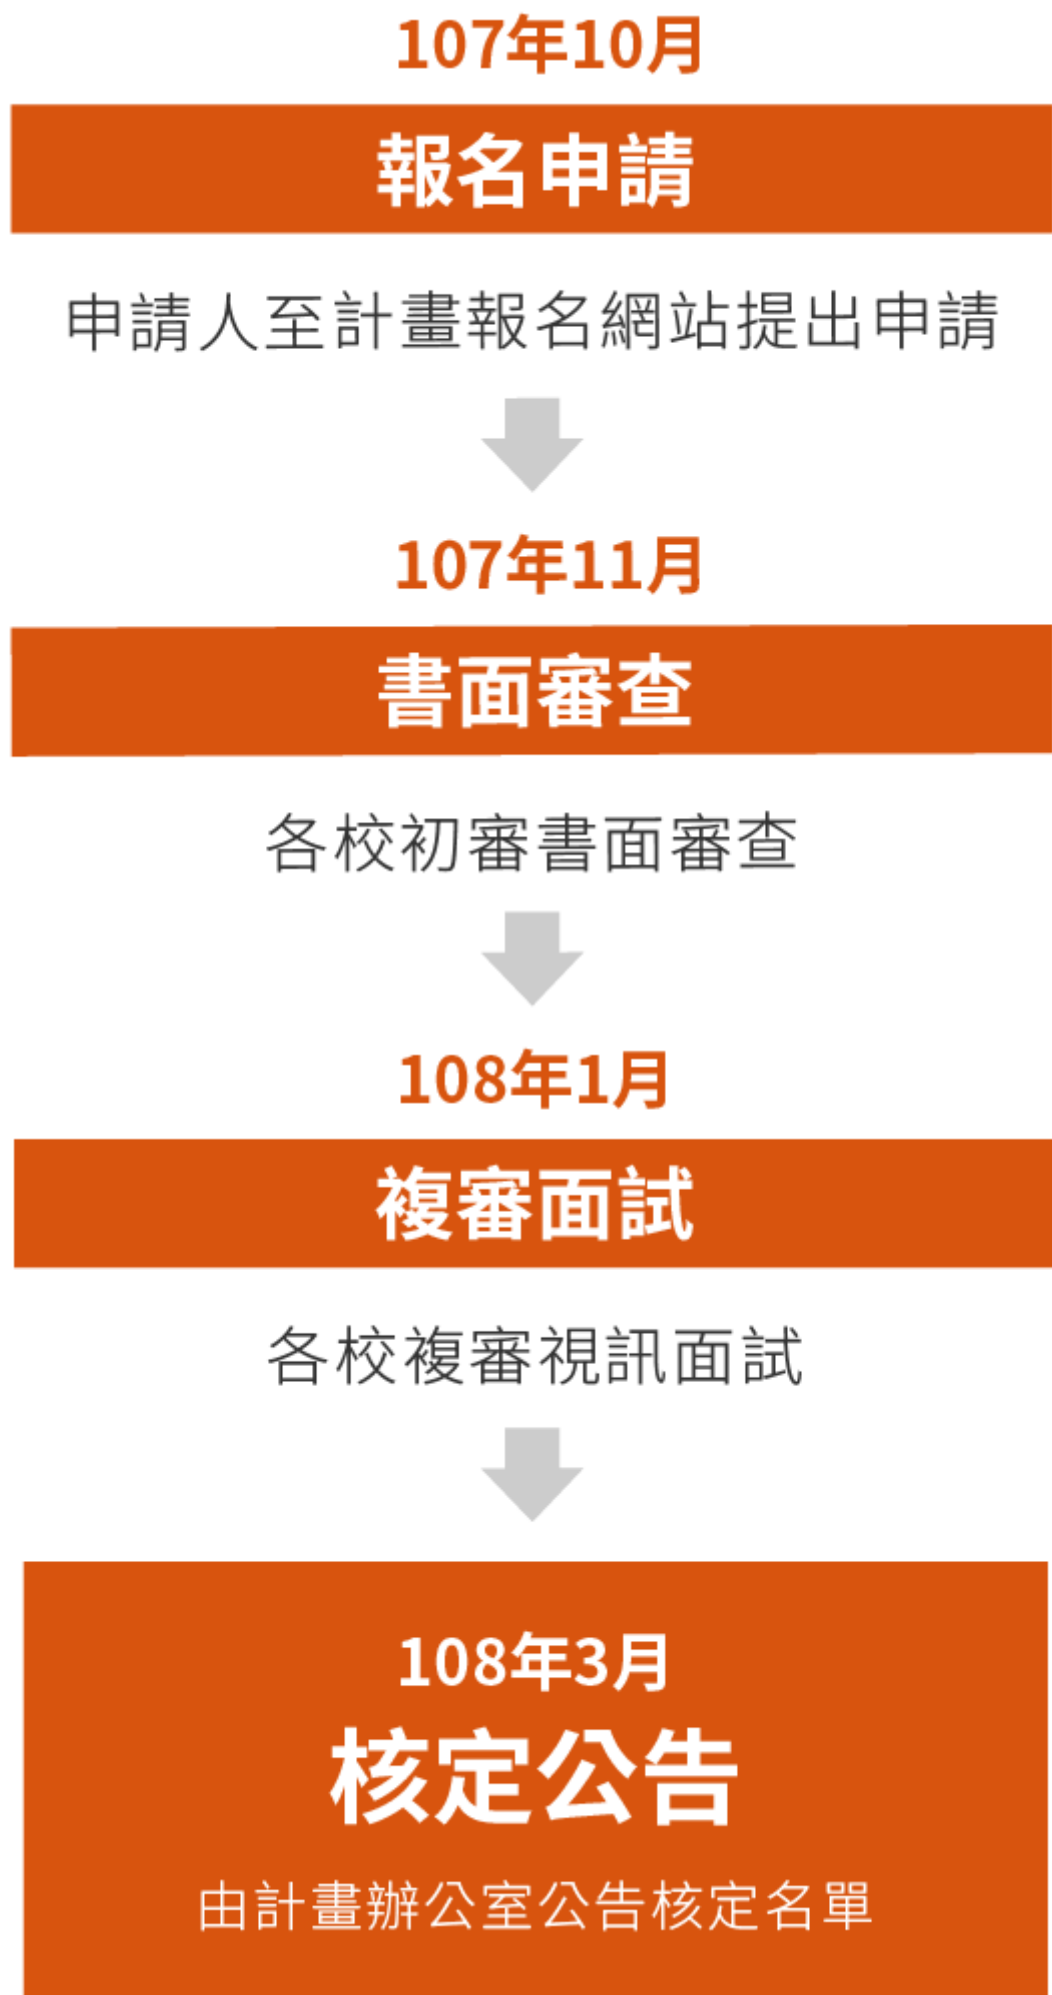 107年10月
報名申請
申請人至計畫報名網站提出申請
107年11月
書面審查
各校初審書面審查
108年1月
複審面試
各校複審視訊面試
108年3月
核定公告
由計畫辦公室公告核定名單